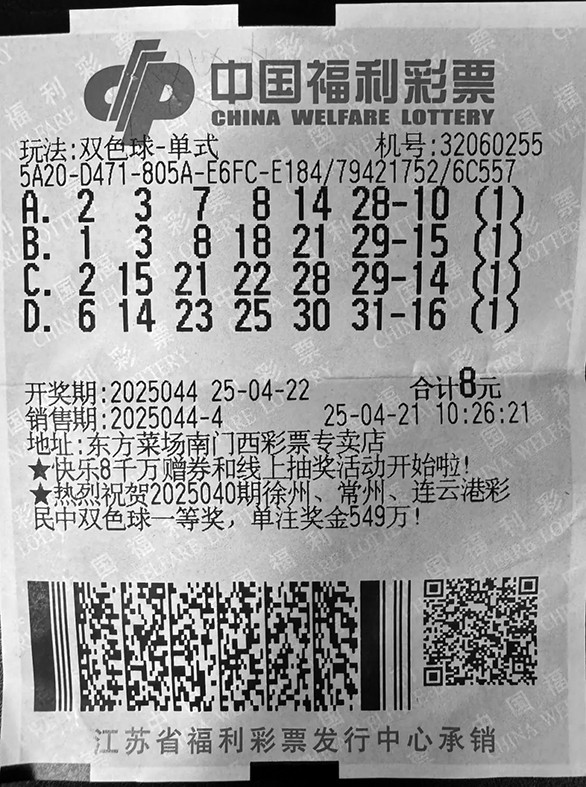 中国福利彩票
CHINA WELFARE LOTTERY
玩法:双色球-单式 机号:32060255
5A20-D471-805A-E6FC-E184/79421752/6C557
A. 2 3 7 8 14 28-10 (1)
B. 1 3 8 18 21 29-15 (1)
C. 2 15 21 22 28 29-14 (1)
D. 6 14 23 25 30 31-16 (1)
开奖期:2025044 25-04-22 合计8元
销售期:2025044-4 25-04-21 10:26:21
地址:东方菜场南门西彩票专卖店
★快乐8千万赠券和线上抽奖活动开始啦!
★热烈祝贺2025040期徐州、常州、连云港彩
民中双色球一等奖，单注奖金549万!
江苏省福利彩票发行中心承销